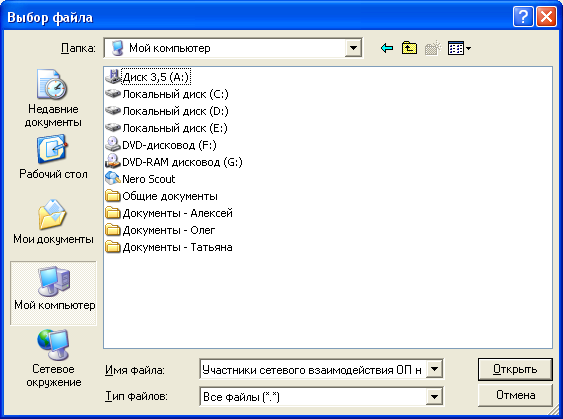 Выбор файла
Папка:
Мой компьютер
Недавние документы
Рабочий стол
Мои документы
Мой компьютер
Сетевое окружение
Диск 3,5 (A:)
Локальный диск (C:)
Локальный диск (D:)
Локальный диск (E:)
DVD-дисковод (F:)
DVD-RAM дисковод (G:)
Nero Scout
Общие документы
Документы - Алексей
Документы - Олег
Документы - Татьяна
Имя файла:
Участники сетевого взаимодействия ОП н
Открыть
Тип файлов:
Все файлы (*.*)
Отмена